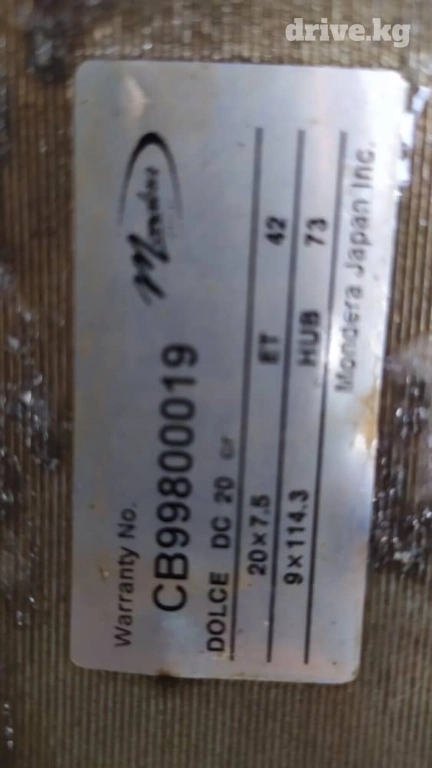 drive.kg
Mondera
Warranty No.
CB99800019
DOLCE DC 20
20×7.5 ET 42
9×114.3 HUB 73
Mondera Japan Inc.